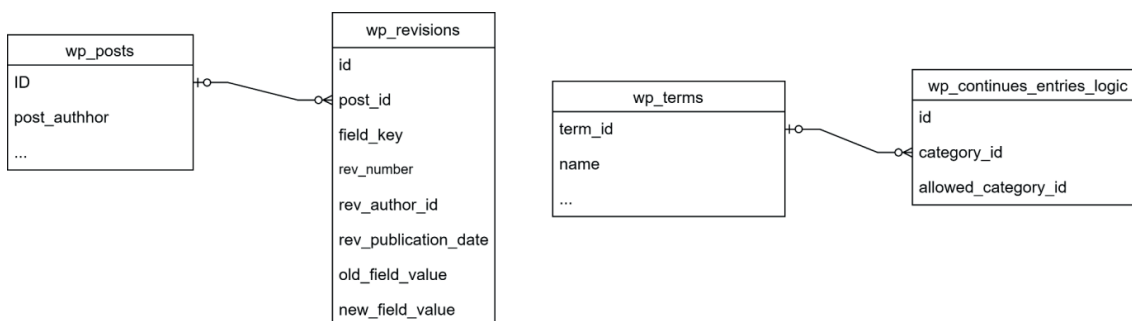 wp_posts
ID
post_authhor
...
wp_revisions
id
post_id
field_key
rev_number
rev_author_id
rev_publication_date
old_field_value
new_field_value
wp_terms
term_id
name
...
wp_continues_entries_logic
id
category_id
allowed_category_id